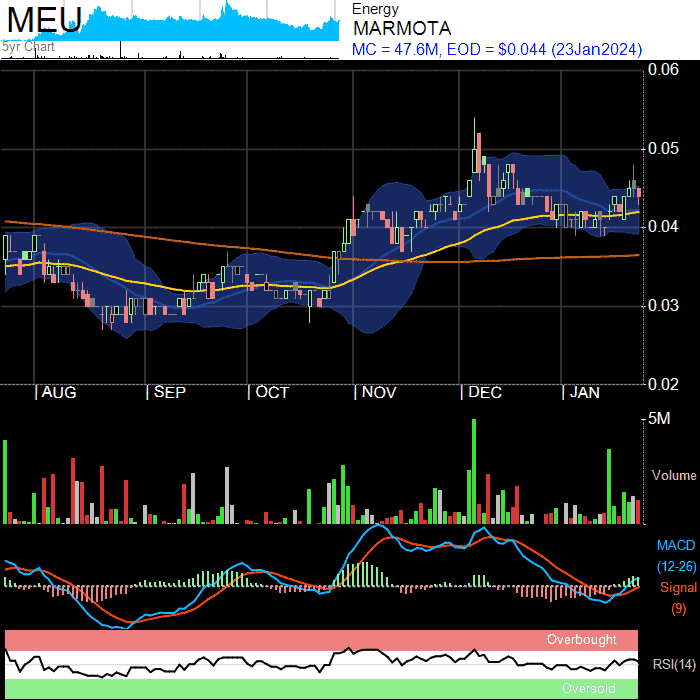 MEU
5yr Chart
Energy
MARMOTA
MC = 47.6M, EOD = $0.044 (23Jan2024)
0.06
0.05
0.04
0.03
0.02
| AUG | SEP | OCT | NOV | DEC | JAN
5M
Volume
MACD
(12-26)
Signal
(9)
Overbought
RSI(14)
Oversold